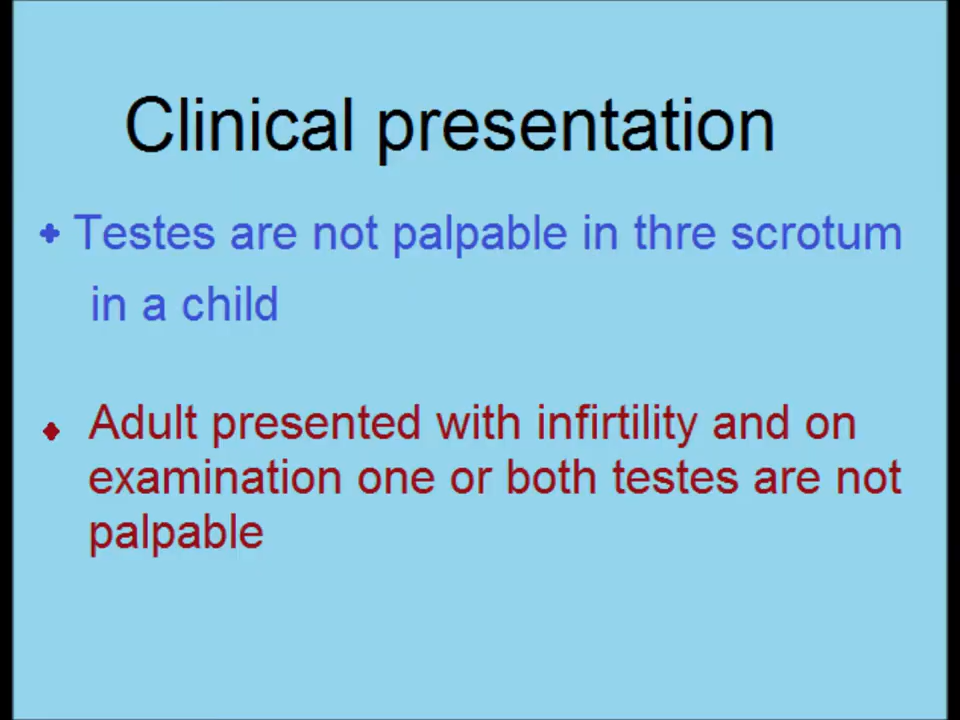 Clinical presentation
Testes are not palpable in thre scrotum
in a child
Adult presented with infirtility and on
examination one or both testes are not
palpable